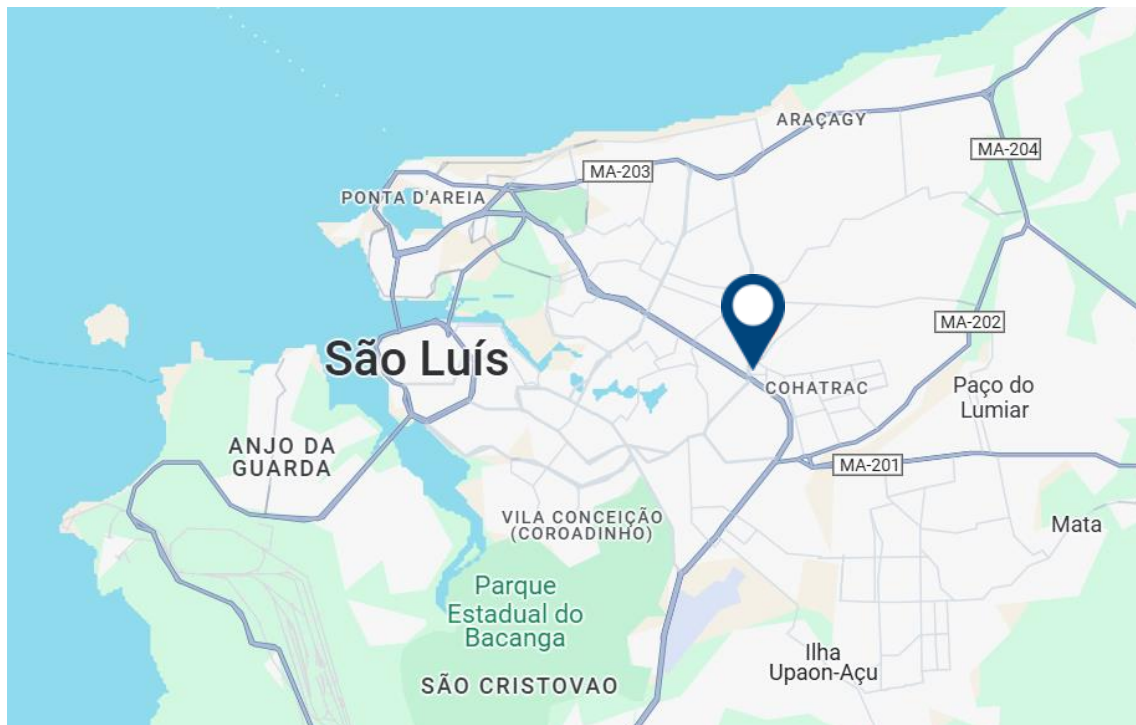 ARAÇAGY
MA-204
MA-203
PONTA D'AREIA
MA-202
São Luís
COHATRAC
Paço do
Lumiar
ANJO DA
GUARDA
MA-201
VILA CONCEIÇÃO
(COROADINHO)
Mata
Parque
Estadual do
Bacanga
Ilha
Upaon-Açu
SÃO CRISTOVAO